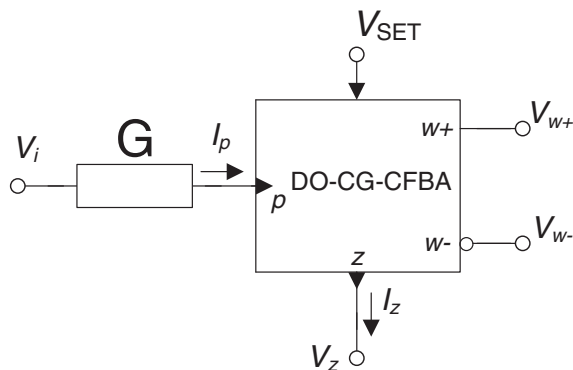 V_SET
G
I_p
V_i
w+
V_w+
DO-CG-CFBA
p
w-
V_w-
z
I_z
V_z